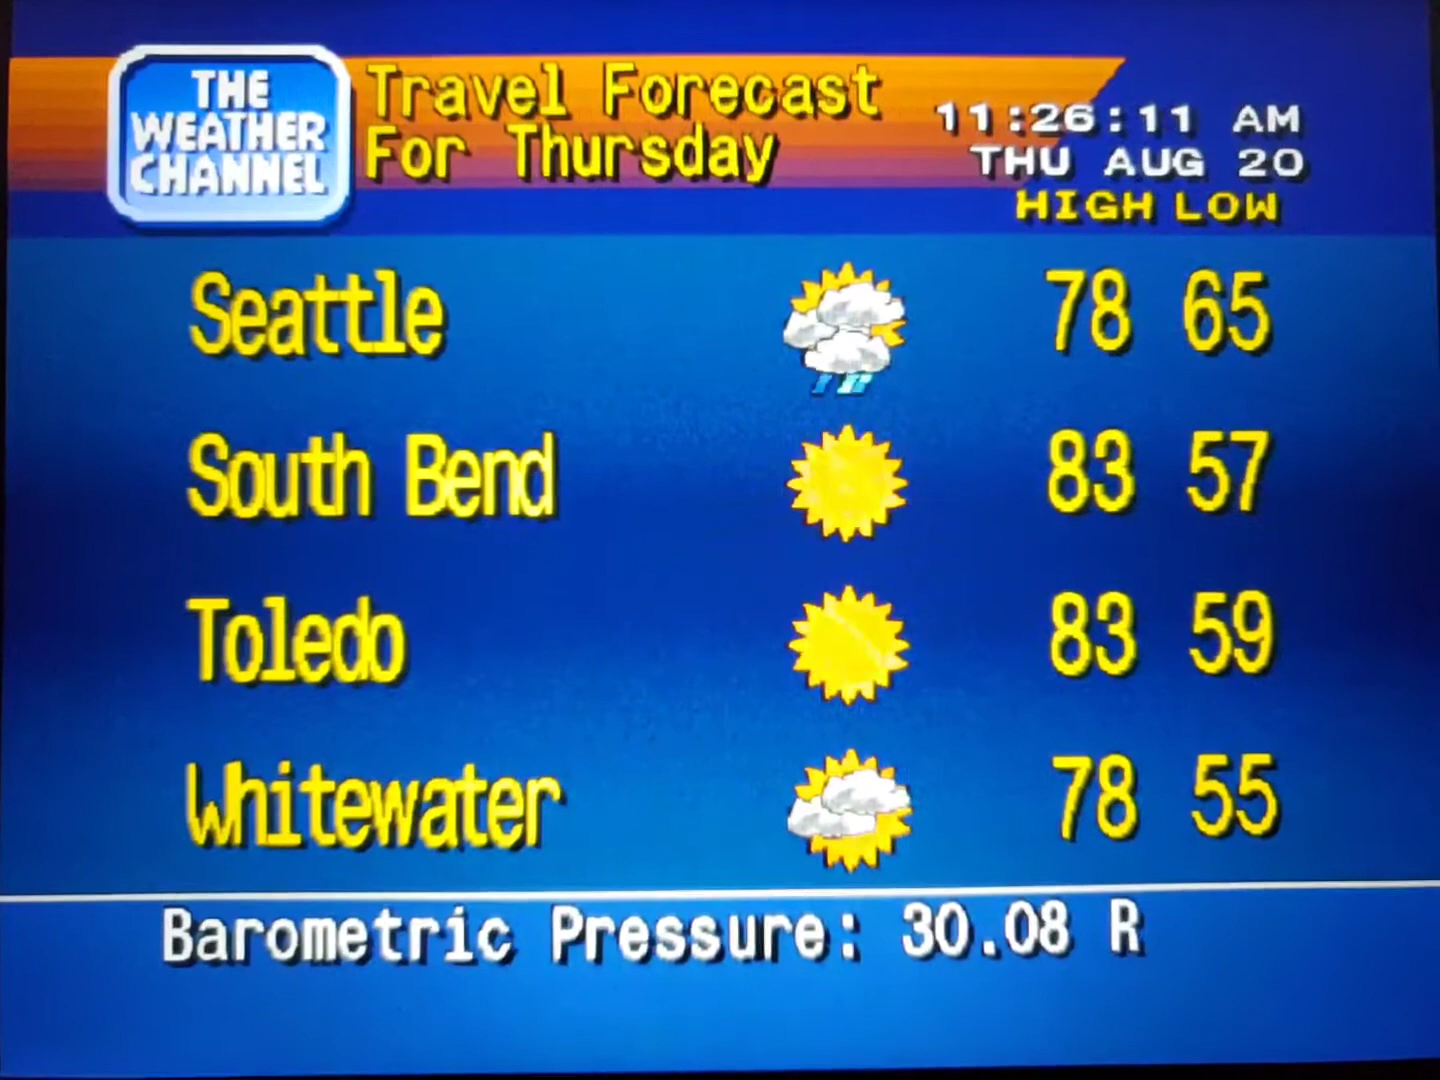 THE
WEATHER
CHANNEL
Travel Forecast
For Thursday
11:26:11 AM
THU AUG 20
HIGH LOW
Seattle 78 65
South Bend 83 57
Toledo 83 59
Whitewater 78 55
Barometric Pressure: 30.08 R